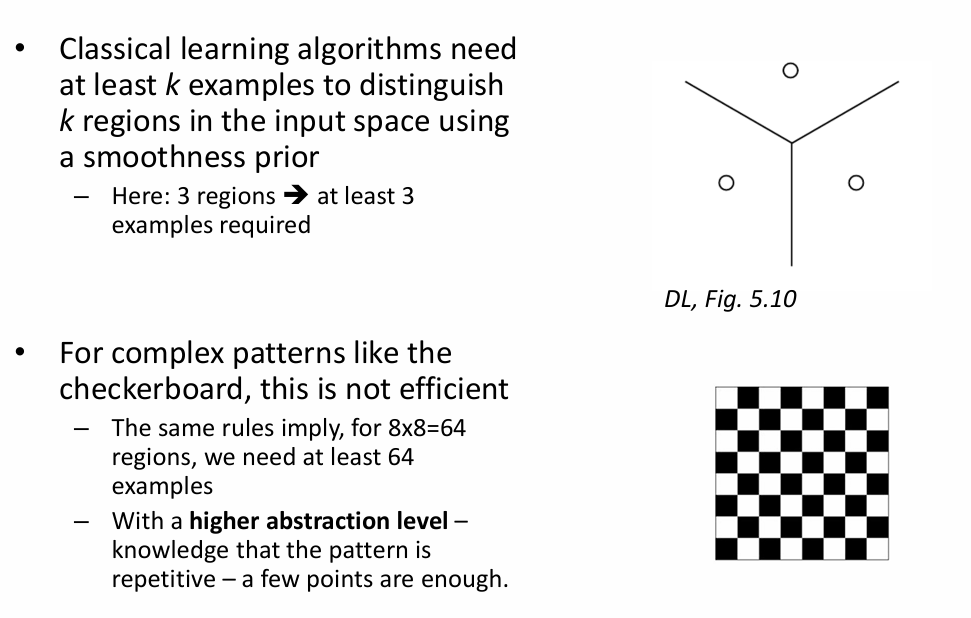 • Classical learning algorithms need
at least k examples to distinguish
k regions in the input space using
a smoothness prior
– Here: 3 regions ➔ at least 3
examples required
DL, Fig. 5.10
• For complex patterns like the
checkerboard, this is not efficient
– The same rules imply, for 8x8=64
regions, we need at least 64
examples
– With a higher abstraction level –
knowledge that the pattern is
repetitive – a few points are enough.